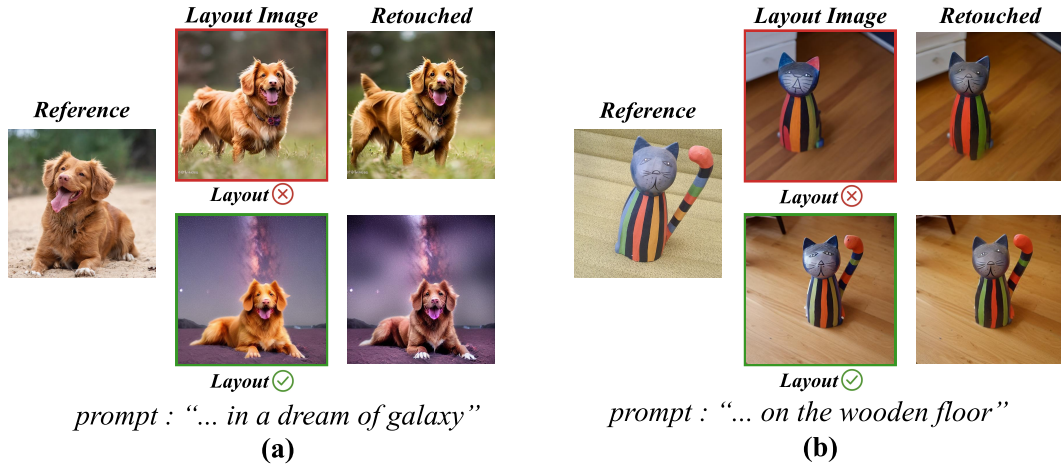 Layout Image
Retouched
Reference
Layout
Layout
prompt : “... in a dream of galaxy”
(a)
Layout Image
Retouched
Reference
Layout
Layout
prompt : “... on the wooden floor”
(b)